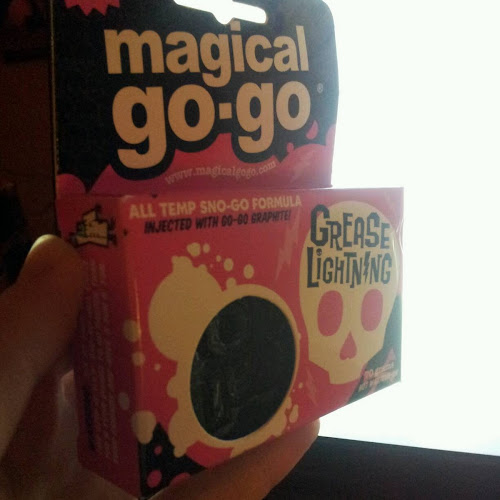 magical
go-go
www.magicalgogo.com
ALL TEMP SNO-GO FORMULA
INJECTED WITH GO-GO GRAPHITE!
GREASE
LIGHTNING